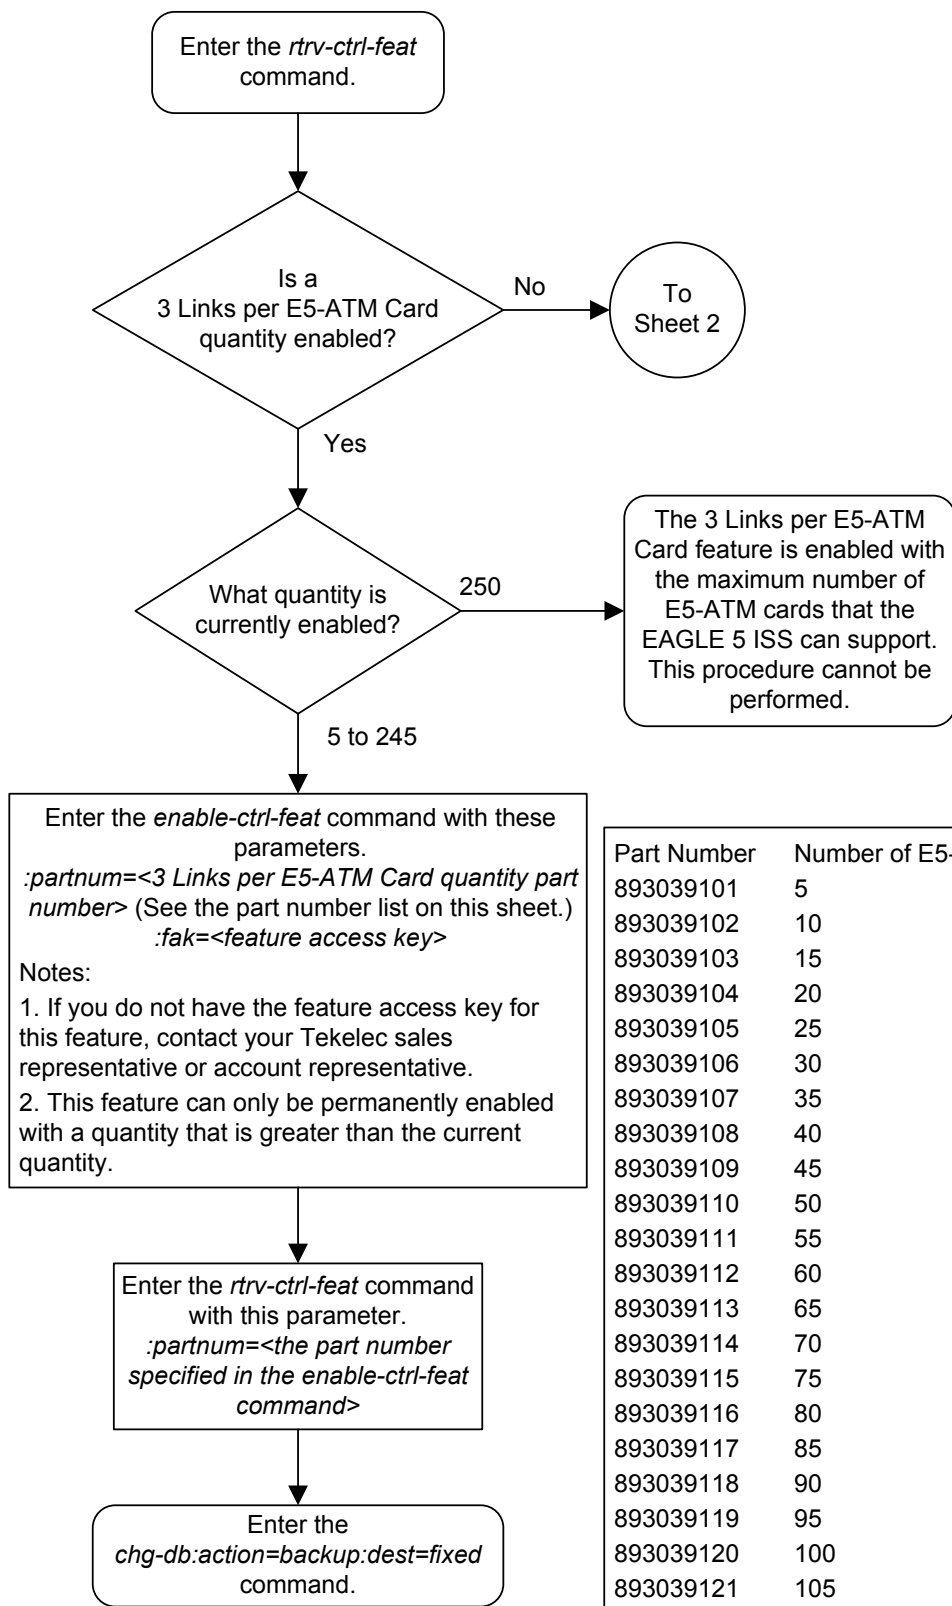 Enter the rtrv-ctrl-feat
command.
Is a
3 Links per E5-ATM Card
quantity enabled?
No
To
Sheet 2
Yes
What quantity is
currently enabled?
250
The 3 Links per E5-ATM
Card feature is enabled with
the maximum number of
E5-ATM cards that the
EAGLE 5 ISS can support.
This procedure cannot be
performed.
5 to 245
Enter the enable-ctrl-feat command with these
parameters.
:partnum=<3 Links per E5-ATM Card quantity part
number> (See the part number list on this sheet.)
:fak=<feature access key>
Notes:
1. If you do not have the feature access key for
this feature, contact your Tekelec sales
representative or account representative.
2. This feature can only be permanently enabled
with a quantity that is greater than the current
quantity.
Enter the rtrv-ctrl-feat command
with this parameter.
:partnum=<the part number
specified in the enable-ctrl-feat
command>
Enter the
chg-db:action=backup:dest=fixed
command.
Part Number Number of E5-
893039101 5
893039102 10
893039103 15
893039104 20
893039105 25
893039106 30
893039107 35
893039108 40
893039109 45
893039110 50
893039111 55
893039112 60
893039113 65
893039114 70
893039115 75
893039116 80
893039117 85
893039118 90
893039119 95
893039120 100
893039121 105